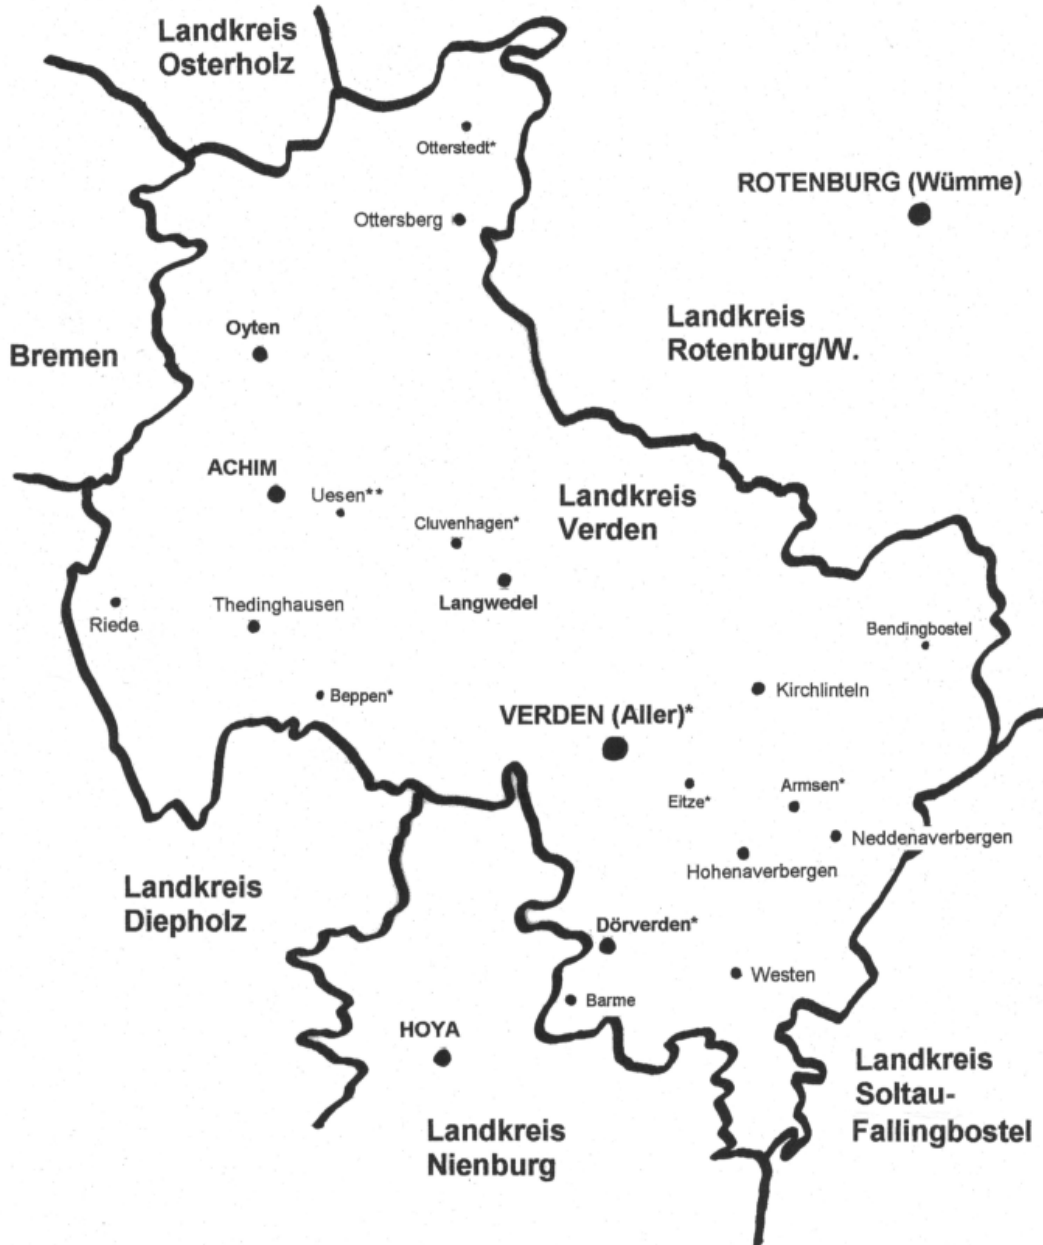 Landkreis
Osterholz
Otterstedt*
ROTENBURG (Wümme)
Ottersberg
Landkreis
Rotenburg/W.
Oyten
Bremen
ACHIM
Uesen**
Landkreis
Verden
Cluvenhagen*
Langwedel
Riede
Thedinghausen
Bendingbostel
Beppen*
Kirchlinteln
VERDEN (Aller)*
Eitze*
Armsen*
Neddenaverbergen
Hohenaverbergen
Landkreis
Diepholz
Dörverden*
Westen
Barme
HOYA
Landkreis
Soltau-
Fallingbostel
Landkreis
Nienburg